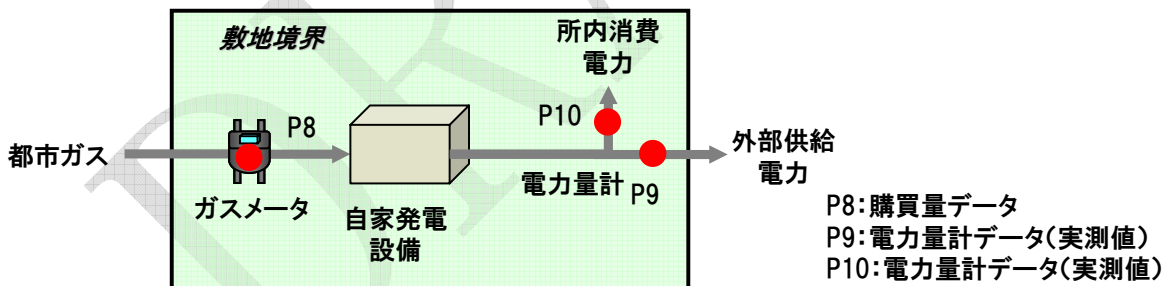 敷地境界
所内消費
電力
P10
P8
都市ガス
外部供給
電力
ガスメータ
電力量計
P9
自家発電
設備
P8:購買量データ
P9:電力量計データ(実測値)
P10:電力量計データ(実測値)